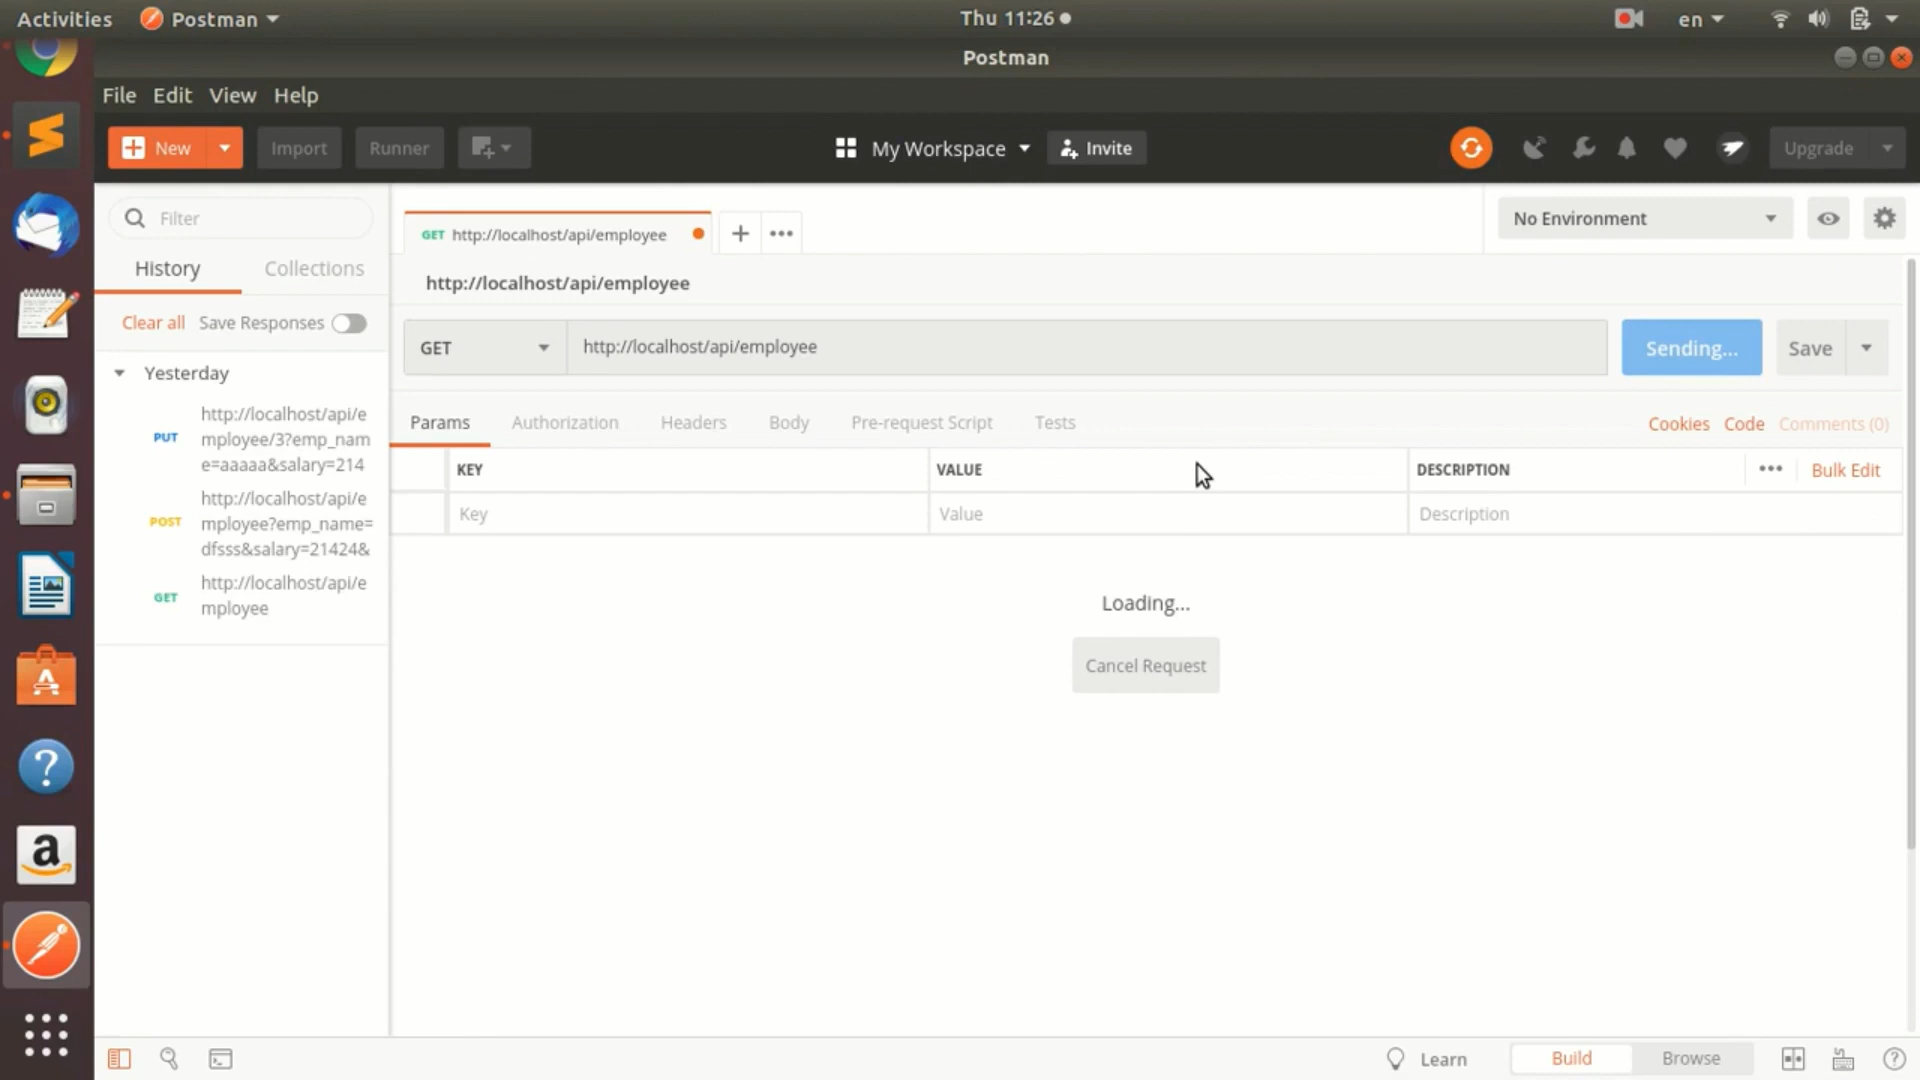 Activities Postman Thu 11:26 en
Postman
File Edit View Help
New Import Runner My Workspace Invite Upgrade
Filter
History Collections
Clear all Save Responses
Yesterday
PUT http://localhost/api/e
mployee/3?emp_nam
e=aaaaa&salary=214
POST http://localhost/api/e
mployee?emp_name=
dfsss&salary=21424&
GET http://localhost/api/e
mployee
GET http://localhost/api/employee
No Environment
http://localhost/api/employee
GET http://localhost/api/employee Sending... Save
Params Authorization Headers Body Pre-request Script Tests Cookies Code Comments (0)
KEY VALUE DESCRIPTION Bulk Edit
Key Value Description
Loading...
Cancel Request
Learn Build Browse